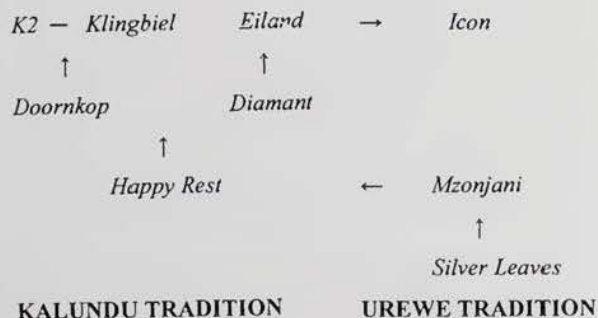 K2 — Klingbiel Eiland → Icon
↑ ↑
Doornkop Diamant
↑
Happy Rest ← Mzonjani
↑
Silver Leaves
KALUNDU TRADITION UREWE TRADITION